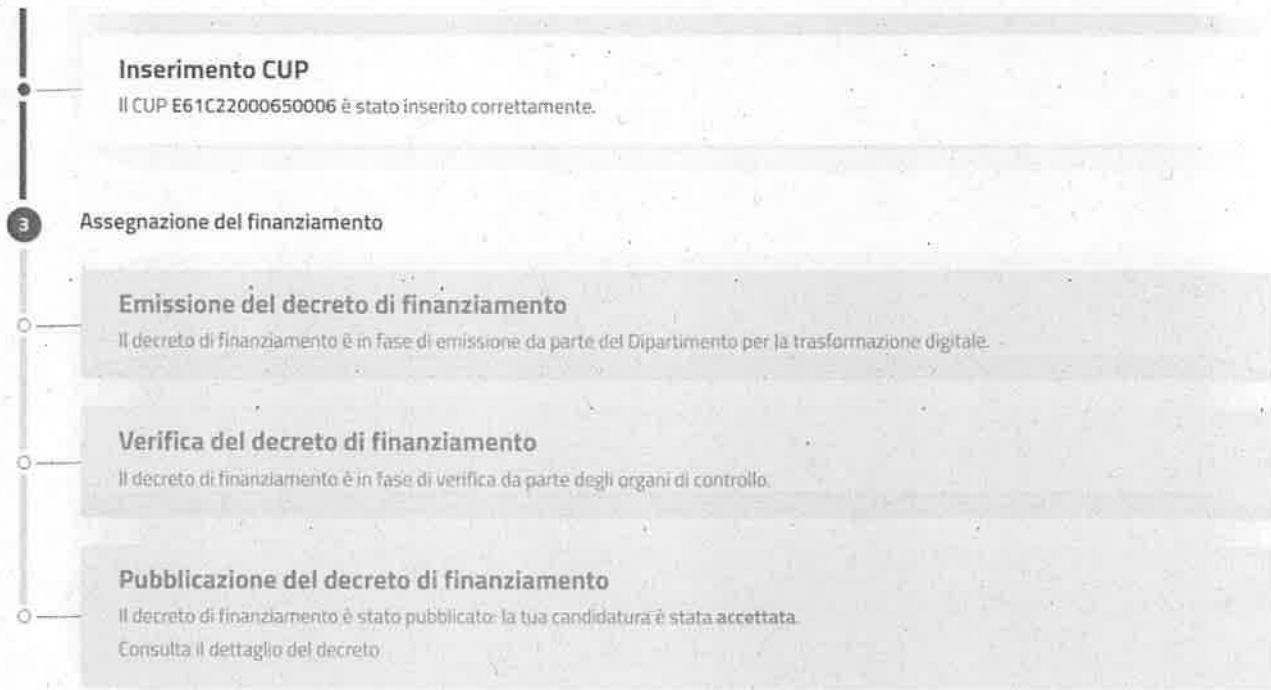 Inserimento CUP
Il CUP E61C22000650006 è stato inserito correttamente.
3
Assegnazione del finanziamento
Emissione del decreto di finanziamento
Il decreto di finanziamento è in fase di emissione da parte del Dipartimento per la trasformazione digitale.
Verifica del decreto di finanziamento
Il decreto di finanziamento è in fase di verifica da parte degli organi di controllo.
Pubblicazione del decreto di finanziamento
Il decreto di finanziamento è stato pubblicato: la tua candidatura è stata accettata.
Consulta il dettaglio del decreto